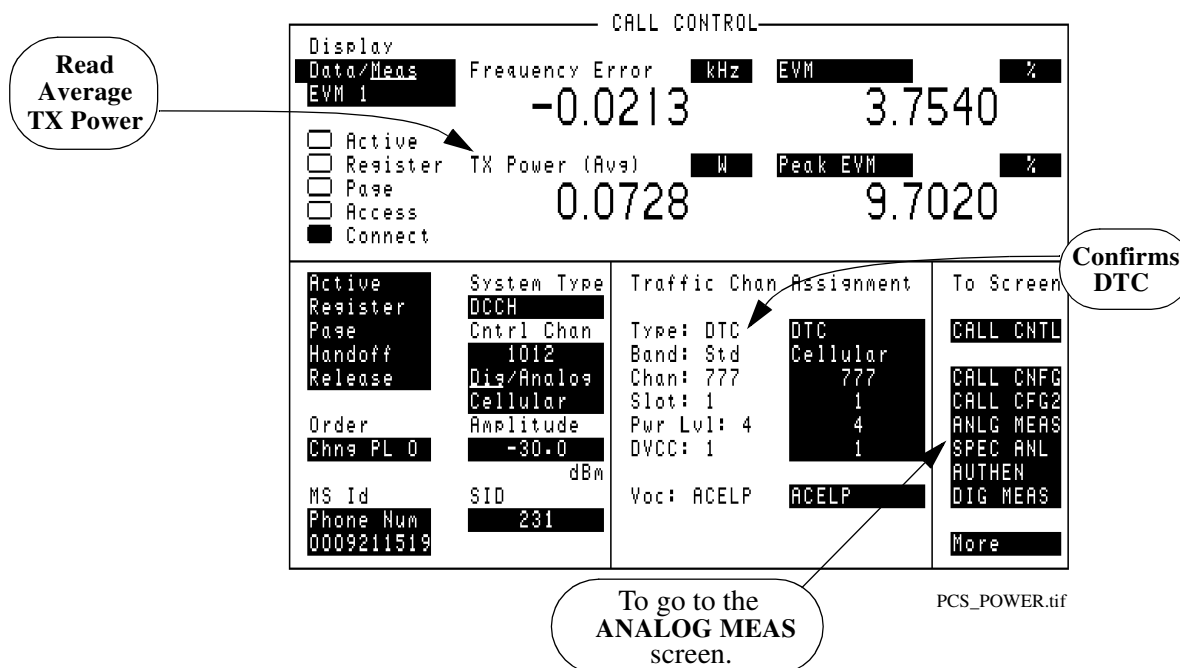 CALL CONTROL
Read
Average
TX Power
Display
Data/Meas
EVM 1
Frequency Error kHz
-0.0213
EVM %
3.7540
Active
Register
Page
Access
Connect
TX Power (Avg) W
0.0728
Peak EVM %
9.7020
Confirms
DTC
Active
Register
Page
Handoff
Release
Order
Chng PL 0
MS Id
Phone Num
0009211519
System Type
DCCH
Cntrl Chan
1012
Dig/Analog
Cellular
Amplitude
-30.0
dBm
SID
231
Traffic Chan Assignment
Type: DTC DTC
Band: Std Cellular
Chan: 777 777
Slot: 1 1
Pwr Lvl: 4 4
DVCC: 1 1
Voc: ACELP ACELP
To Screen
CALL CNTL
CALL CNFG
CALL CFG2
ANLG MEAS
SPEC ANL
AUTHEN
DIG MEAS
More
To go to the
ANALOG MEAS
screen.
PCS_POWER.tif